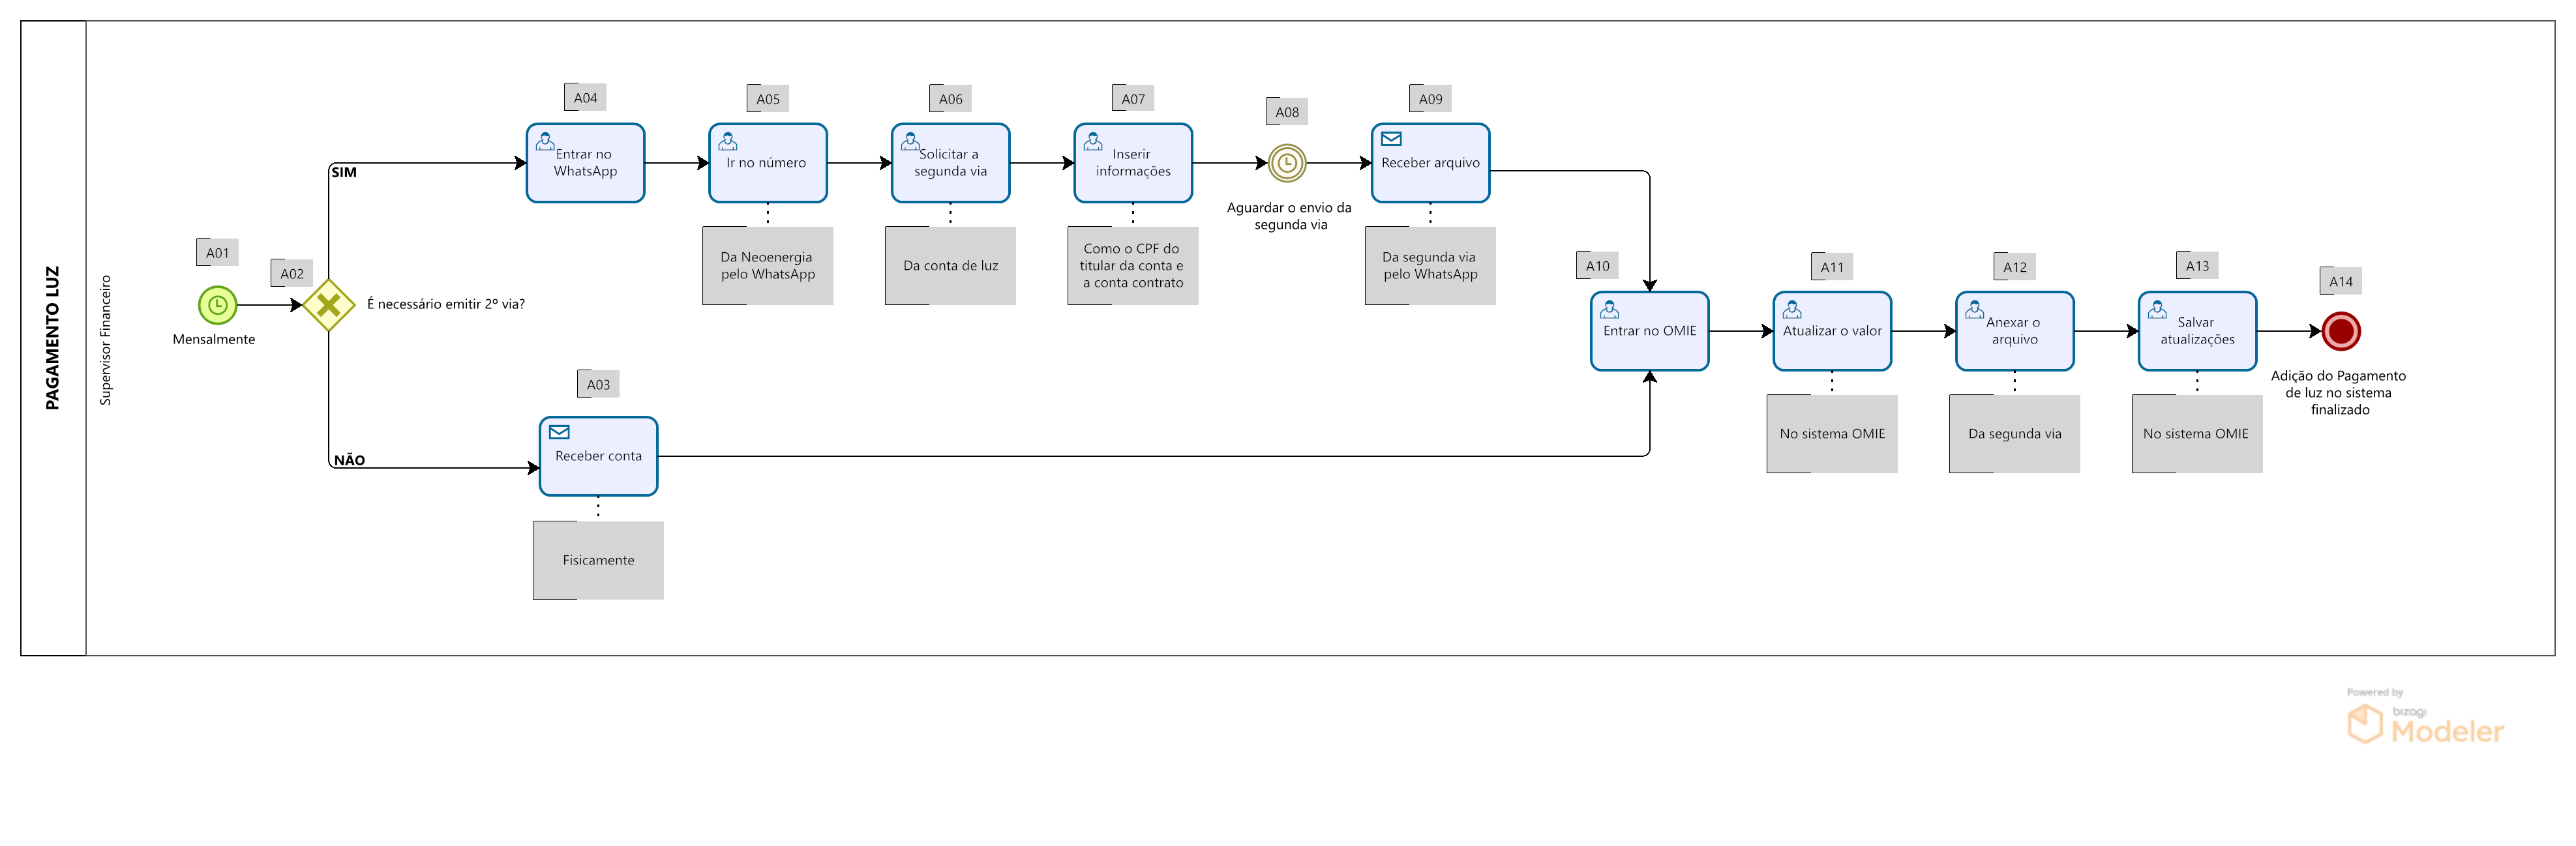 PAGAMENTO LUZ
Supervisor Financeiro
A01
Mensalmente
A02
É necessário emitir 2º via?
SIM
NÃO
A04
Entrar no
WhatsApp
A05
Ir no número
Da Neoenergia
pelo WhatsApp
A06
Solicitar a
segunda via
Da conta de luz
A07
Inserir
informações
Como o CPF do
titular da conta e
a conta contrato
A08
Aguardar o envio da
segunda via
A09
Receber arquivo
Da segunda via
pelo WhatsApp
A03
Receber conta
Fisicamente
A10
Entrar no OMIE
A11
Atualizar o valor
No sistema OMIE
A12
Anexar o
arquivo
Da segunda via
A13
Salvar
atualizações
No sistema OMIE
A14
Adição do Pagamento
de luz no sistema
finalizado
Powered by
bizagi
Modeler